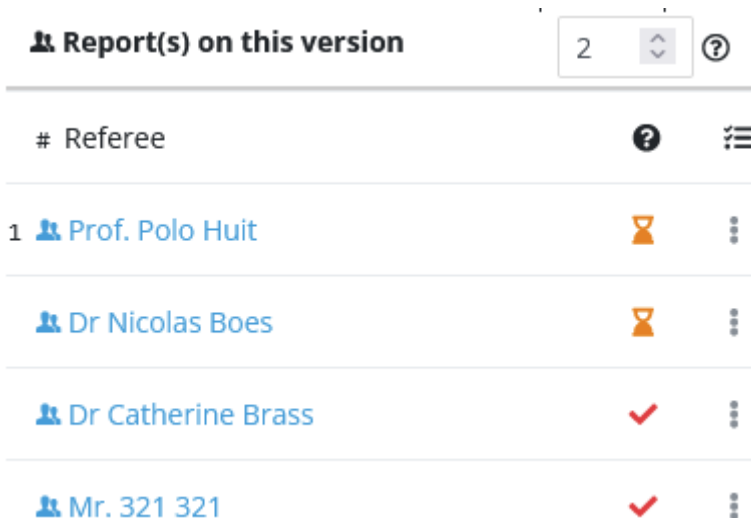 Report(s) on this version 2
# Referee
1 Prof. Polo Huit
Dr Nicolas Boes
Dr Catherine Brass
Mr. 321 321